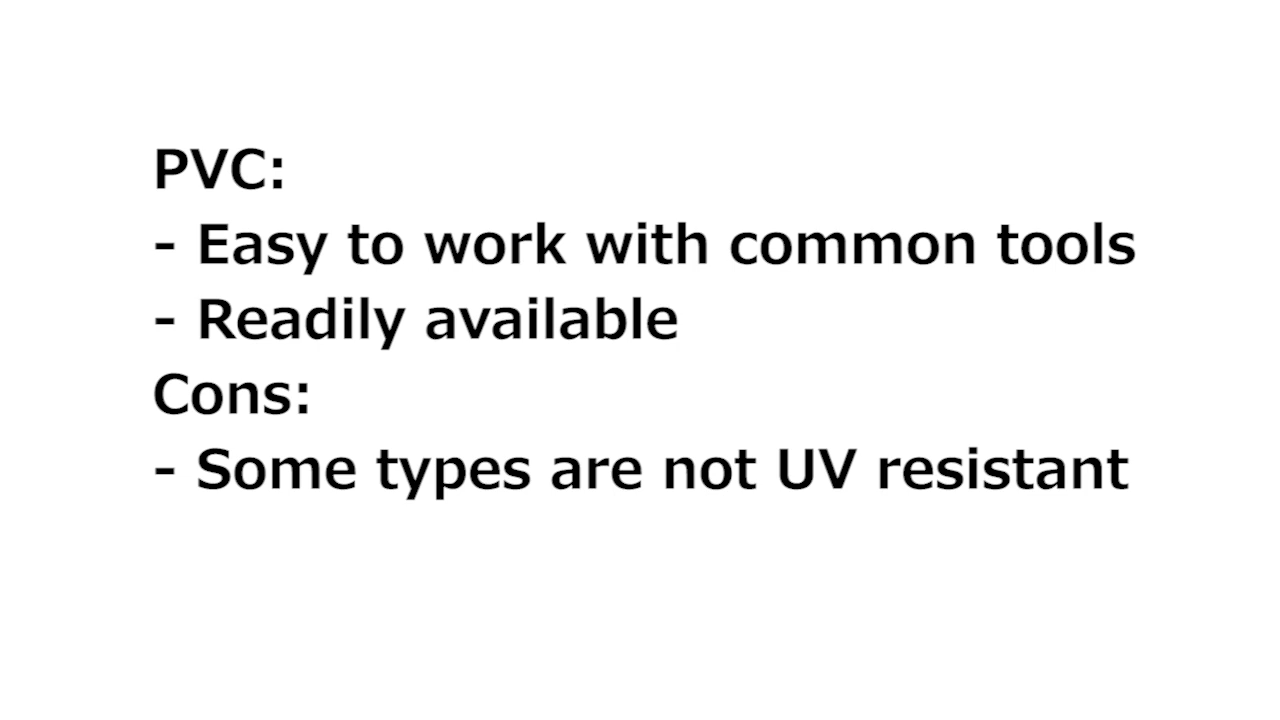 PVC:
- Easy to work with common tools
- Readily available
Cons:
- Some types are not UV resistant